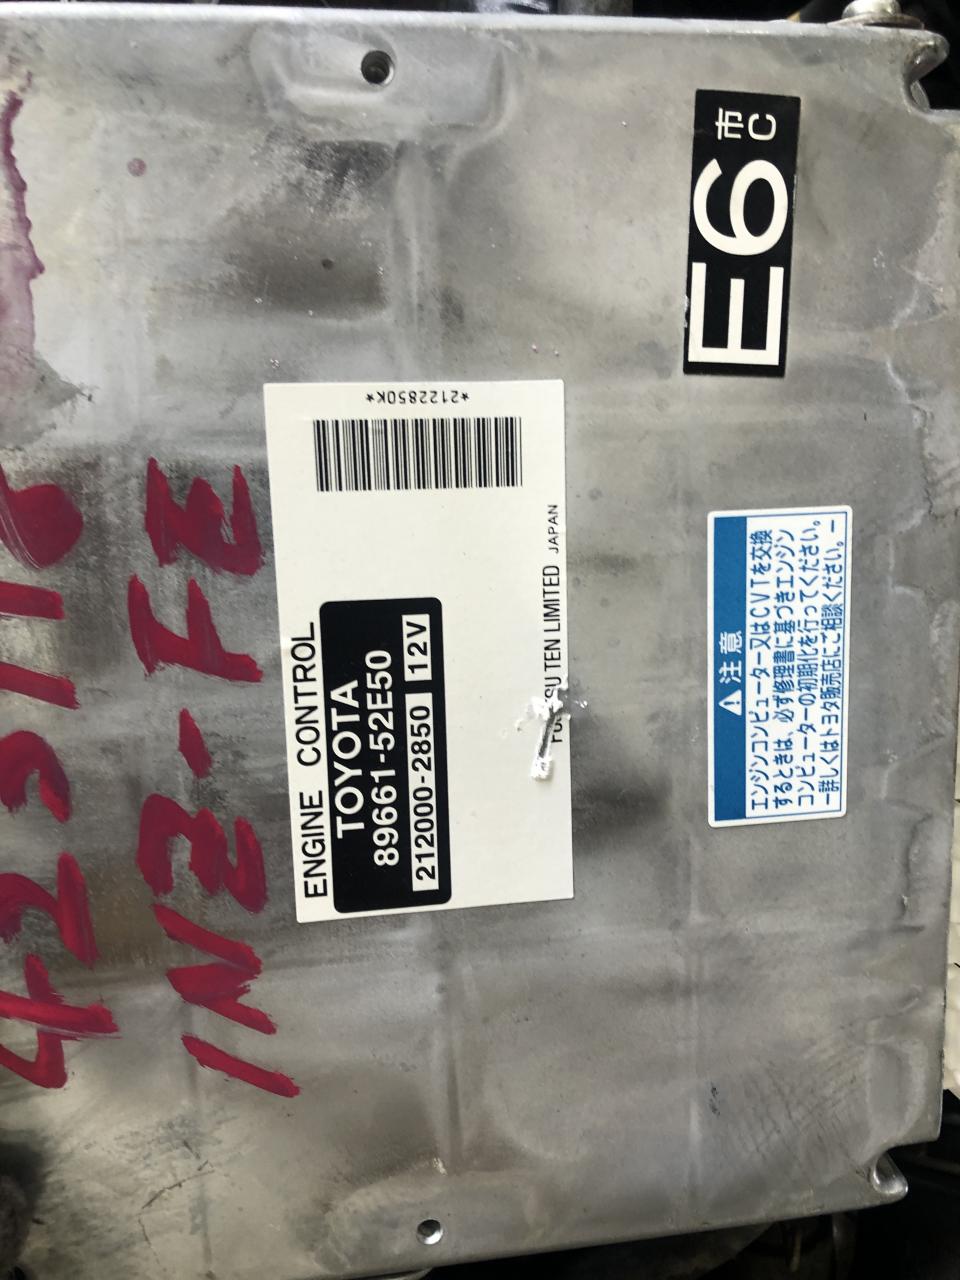 423116
1NZ-FE
*2122850K*
ENGINE CONTROL
TOYOTA
89661-52E50
212000-2850 12V
TEN LIMITED JAPAN
E6
市
C
注意
エンジンコンピューター又はCVTを交換
するときは、必ず修理書に基づきエンジン
コンピューターの初期化を行ってください。
ー詳しくはトヨタ販売店にご相談ください。ー